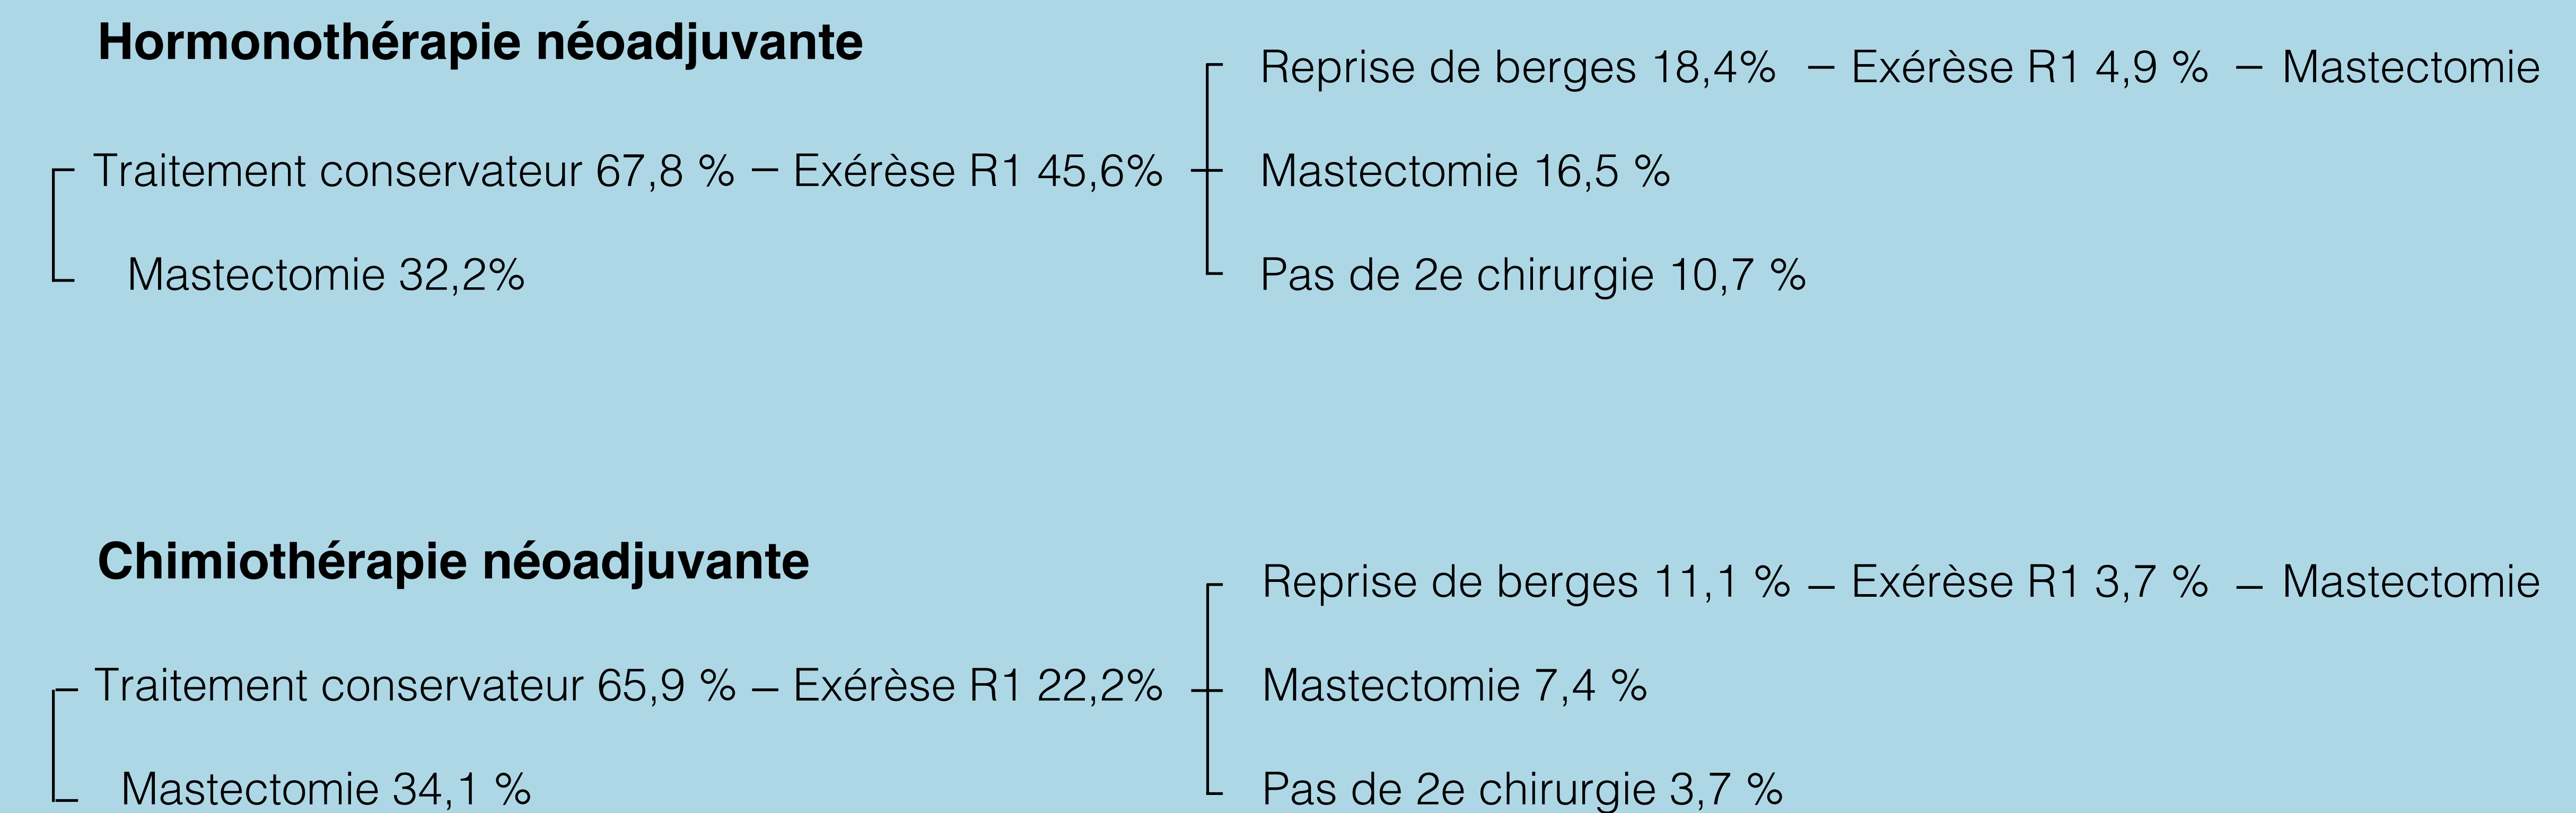 Hormonothérapie néoadjuvante
Reprise de berges 18,4% – Exérèse R1 4,9 % – Mastectomie
Traitement conservateur 67,8 % – Exérèse R1 45,6% Mastectomie 16,5 %
Mastectomie 32,2% Pas de 2e chirurgie 10,7 %
Chimiothérapie néoadjuvante
Reprise de berges 11,1 % – Exérèse R1 3,7 % – Mastectomie
Traitement conservateur 65,9 % – Exérèse R1 22,2% Mastectomie 7,4 %
Mastectomie 34,1 % Pas de 2e chirurgie 3,7 %